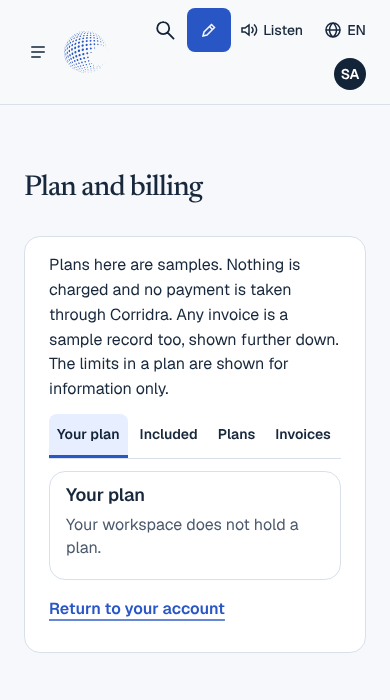 Listen
EN
SA
Plan and billing
Plans here are samples. Nothing is
charged and no payment is taken
through Corridra. Any invoice is a
sample record too, shown further down.
The limits in a plan are shown for
information only.
Your plan Included Plans Invoices
Your plan
Your workspace does not hold a
plan.
Return to your account